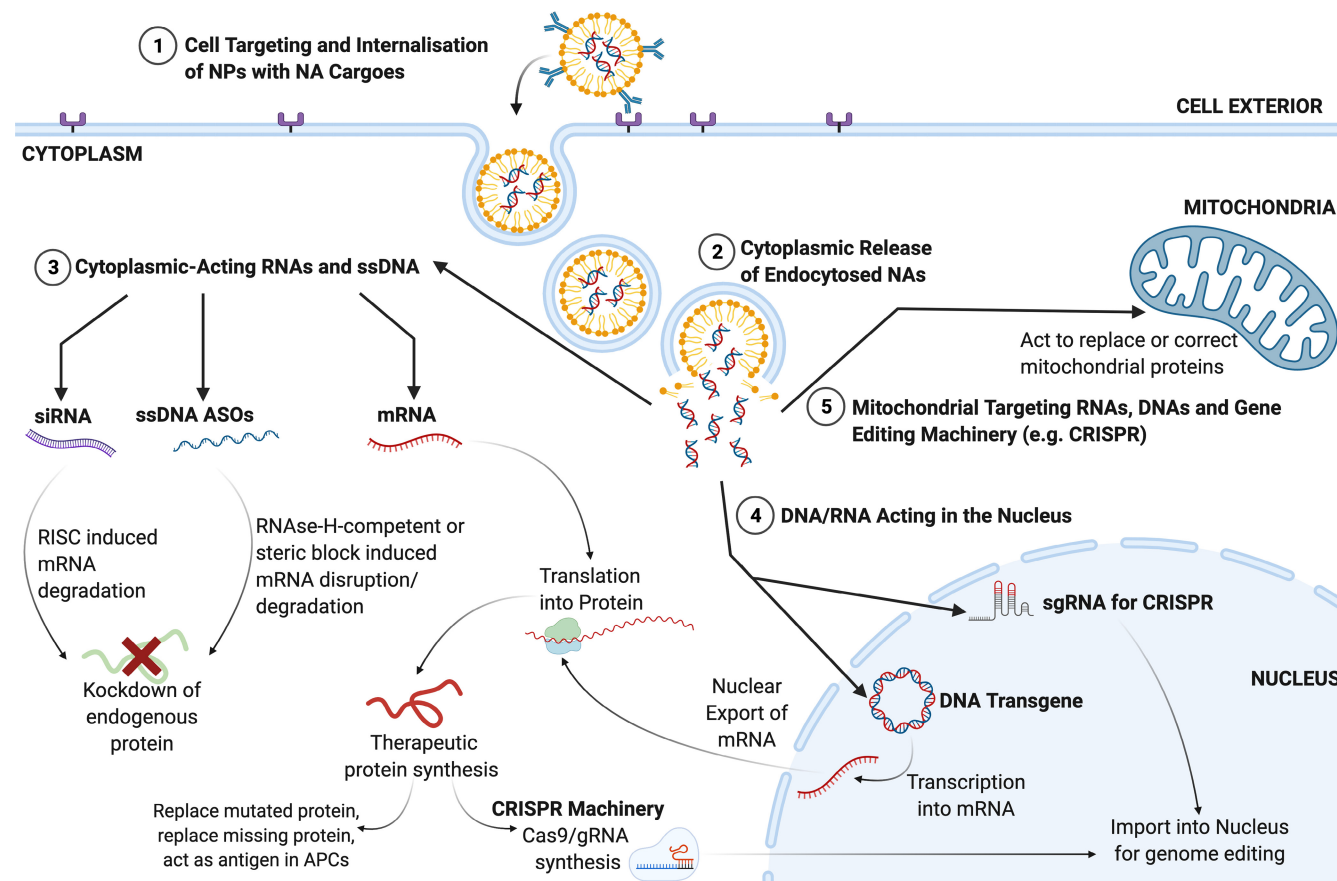 1 Cell Targeting and Internalisation
of NPs with NA Cargoes
CELL EXTERIOR
CYTOPLASM
MITOCHONDRIA
2 Cytoplasmic Release
of Endocytosed NAs
3 Cytoplasmic-Acting RNAs and ssDNA
Act to replace or correct
mitochondrial proteins
5 Mitochondrial Targeting RNAs, DNAs and Gene
Editing Machinery (e.g. CRISPR)
siRNA
ssDNA ASOs
mRNA
4 DNA/RNA Acting in the Nucleus
RISC induced
mRNA
degradation
RNAse-H-competent or
steric block induced
mRNA disruption/
degradation
Translation
into Protein
sgRNA for CRISPR
NUCLEUS
Kockdown of
endogenous
protein
Nuclear
Export of
mRNA
DNA Transgene
Therapeutic
protein synthesis
Transcription
into mRNA
Replace mutated protein,
replace missing protein,
act as antigen in APCs
CRISPR Machinery
Cas9/gRNA
synthesis
Import into Nucleus
for genome editing